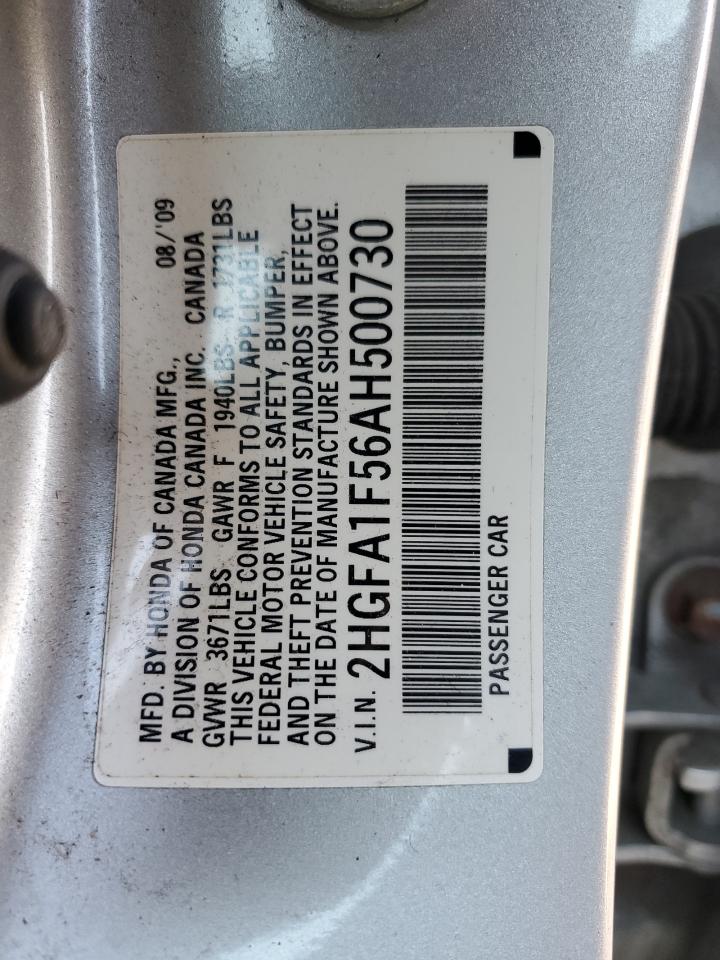 MFD. BY HONDA OF CANADA MFG., 08/'09
A DIVISION OF HONDA CANADA INC. CANADA
GVWR 3671LBS GAWR F 1940LBS R 1731LBS
THIS VEHICLE CONFORMS TO ALL APPLICABLE
FEDERAL MOTOR VEHICLE SAFETY, BUMPER,
AND THEFT PREVENTION STANDARDS IN EFFECT
ON THE DATE OF MANUFACTURE SHOWN ABOVE.
V.I.N. 2HGFA1F56AH500730
PASSENGER CAR